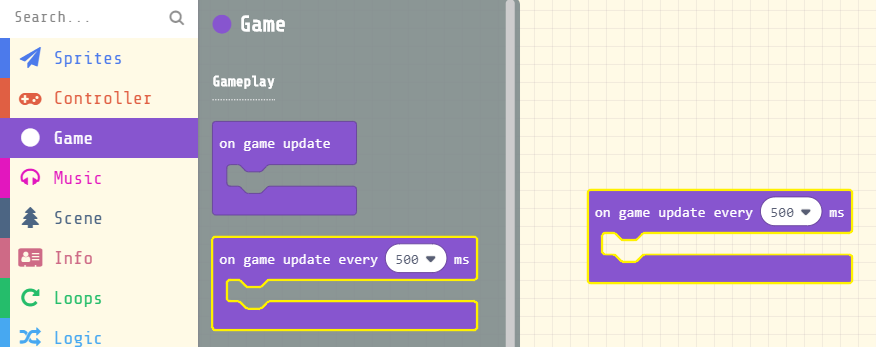 Search...
Sprites
Controller
Game
Music
Scene
Info
Loops
Logic
Game
Gameplay
on game update
on game update every 500 ms
on game update every 500 ms